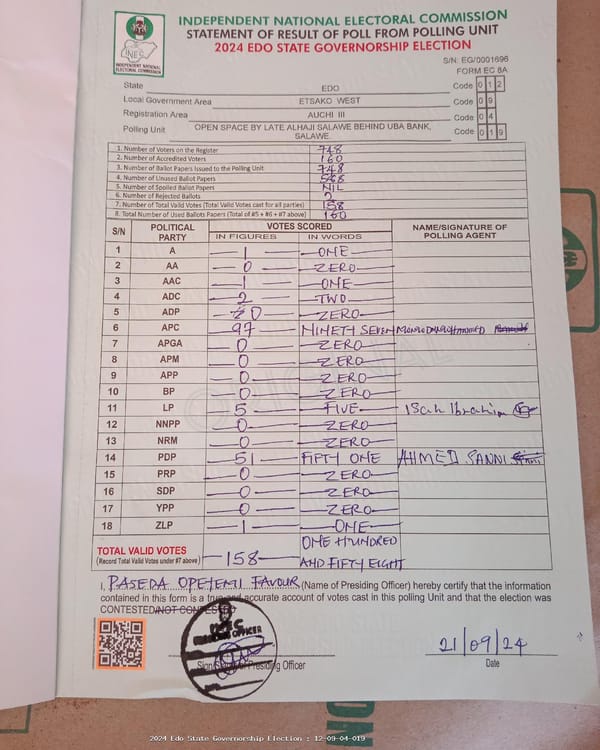 INDEPENDENT NATIONAL ELECTORAL COMMISSION
STATEMENT OF RESULT OF POLL FROM POLLING UNIT
2024 EDO STATE GOVERNORSHIP ELECTION
INEC
INDEPENDENT NATIONAL
ELECTORAL COMMISSION
S/N: EG/0001696
FORM EC 8A
State EDO Code 0 1 2
Local Government Area ETSAKO WEST Code 0 9
Registration Area AUCHI III Code 0 4
Polling Unit OPEN SPACE BY LATE ALHAJI SALAWE BEHIND UBA BANK, SALAWE. Code 0 1 9
1. Number of Voters on the Register 748
2. Number of Accredited Voters 160
3. Number of Ballot Papers Issued to the Polling Unit 748
4. Number of Unused Ballot Papers 588
5. Number of Spoiled Ballot Papers NIL
6. Number of Rejected Ballots 2
7. Number of Total Valid Votes (Total Valid Votes cast for all parties) 158
8. Total Number of Used Ballots Papers (Total of #5 + #6 + #7 above) 160
S/N POLITICAL PARTY VOTES SCORED NAME/SIGNATURE OF POLLING AGENT
IN FIGURES IN WORDS
1 A 1 ONE
2 AA 0 ZERO
3 AAC 1 ONE
4 ADC 2 TWO
5 ADP 0 ZERO
6 APC 97 NINETY SEVEN
7 APGA 0 ZERO
8 APM 0 ZERO
9 APP 0 ZERO
10 BP 0 ZERO
11 LP 5 FIVE Isah Ibrahim
12 NNPP 0 ZERO
13 NRM 0 ZERO
14 PDP 51 FIFTY ONE AHMED SANNI
15 PRP 0 ZERO
16 SDP 0 ZERO
17 YPP 0 ZERO
18 ZLP 1 ONE
TOTAL VALID VOTES 158 ONE HUNDRED AND FIFTY EIGHT
(Record Total Valid Votes under #7 above)
I, PASEDA OPEYEMI FAVOUR (Name of Presiding Officer) hereby certify that the information
contained in this form is a true and accurate account of votes cast in this polling Unit and that the election was
CONTESTED/NOT CONTESTED
INEC
Sign/Stamp of Presiding Officer
21/09/24
Date
2024 Edo State Governorship Election : 12-09-04-019